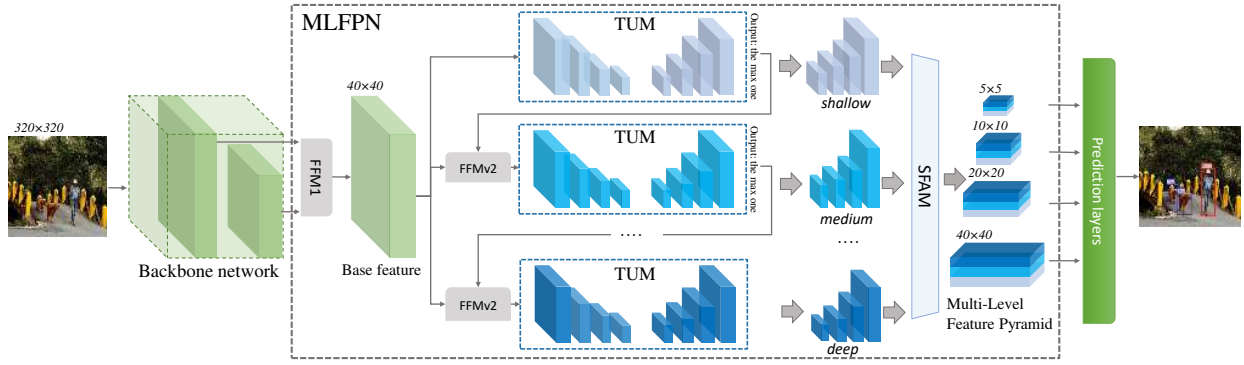 MLFPN
320×320
Backbone network
FFM1
40×40
Base feature
TUM
Output: the max one
shallow
FFMv2
TUM
Output: the max one
medium
....
....
FFMv2
TUM
deep
SFAM
5×5
10×10
20×20
40×40
Multi-Level
Feature Pyramid
Prediction layers